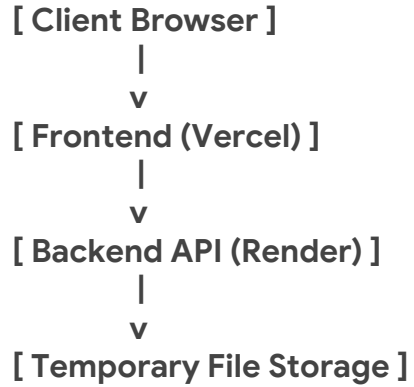 [ Client Browser ]
|
v
[ Frontend (Vercel) ]
|
v
[ Backend API (Render) ]
|
v
[ Temporary File Storage ]